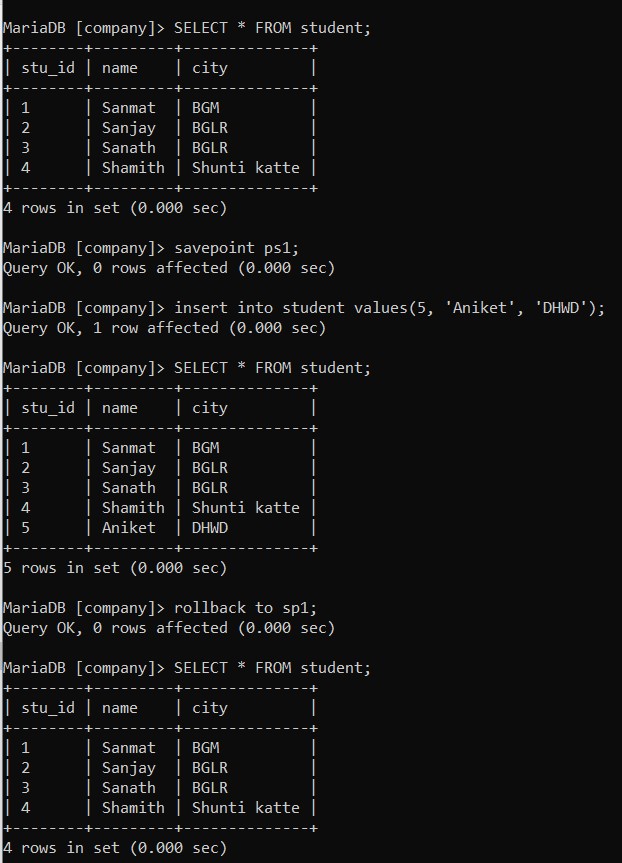 MariaDB [company]> SELECT * FROM student;
+--------+---------+--------------+
| stu_id | name    | city         |
+--------+---------+--------------+
| 1      | Sanmat  | BGM          |
| 2      | Sanjay  | BGLR         |
| 3      | Sanath  | BGLR         |
| 4      | Shamith | Shunti katte |
+--------+---------+--------------+
4 rows in set (0.000 sec)
MariaDB [company]> savepoint ps1;
Query OK, 0 rows affected (0.000 sec)
MariaDB [company]> insert into student values(5, 'Aniket', 'DHWD');
Query OK, 1 row affected (0.000 sec)
MariaDB [company]> SELECT * FROM student;
+--------+---------+--------------+
| stu_id | name    | city         |
+--------+---------+--------------+
| 1      | Sanmat  | BGM          |
| 2      | Sanjay  | BGLR         |
| 3      | Sanath  | BGLR         |
| 4      | Shamith | Shunti katte |
| 5      | Aniket  | DHWD         |
+--------+---------+--------------+
5 rows in set (0.000 sec)
MariaDB [company]> rollback to sp1;
Query OK, 0 rows affected (0.000 sec)
MariaDB [company]> SELECT * FROM student;
+--------+---------+--------------+
| stu_id | name    | city         |
+--------+---------+--------------+
| 1      | Sanmat  | BGM          |
| 2      | Sanjay  | BGLR         |
| 3      | Sanath  | BGLR         |
| 4      | Shamith | Shunti katte |
+--------+---------+--------------+
4 rows in set (0.000 sec)